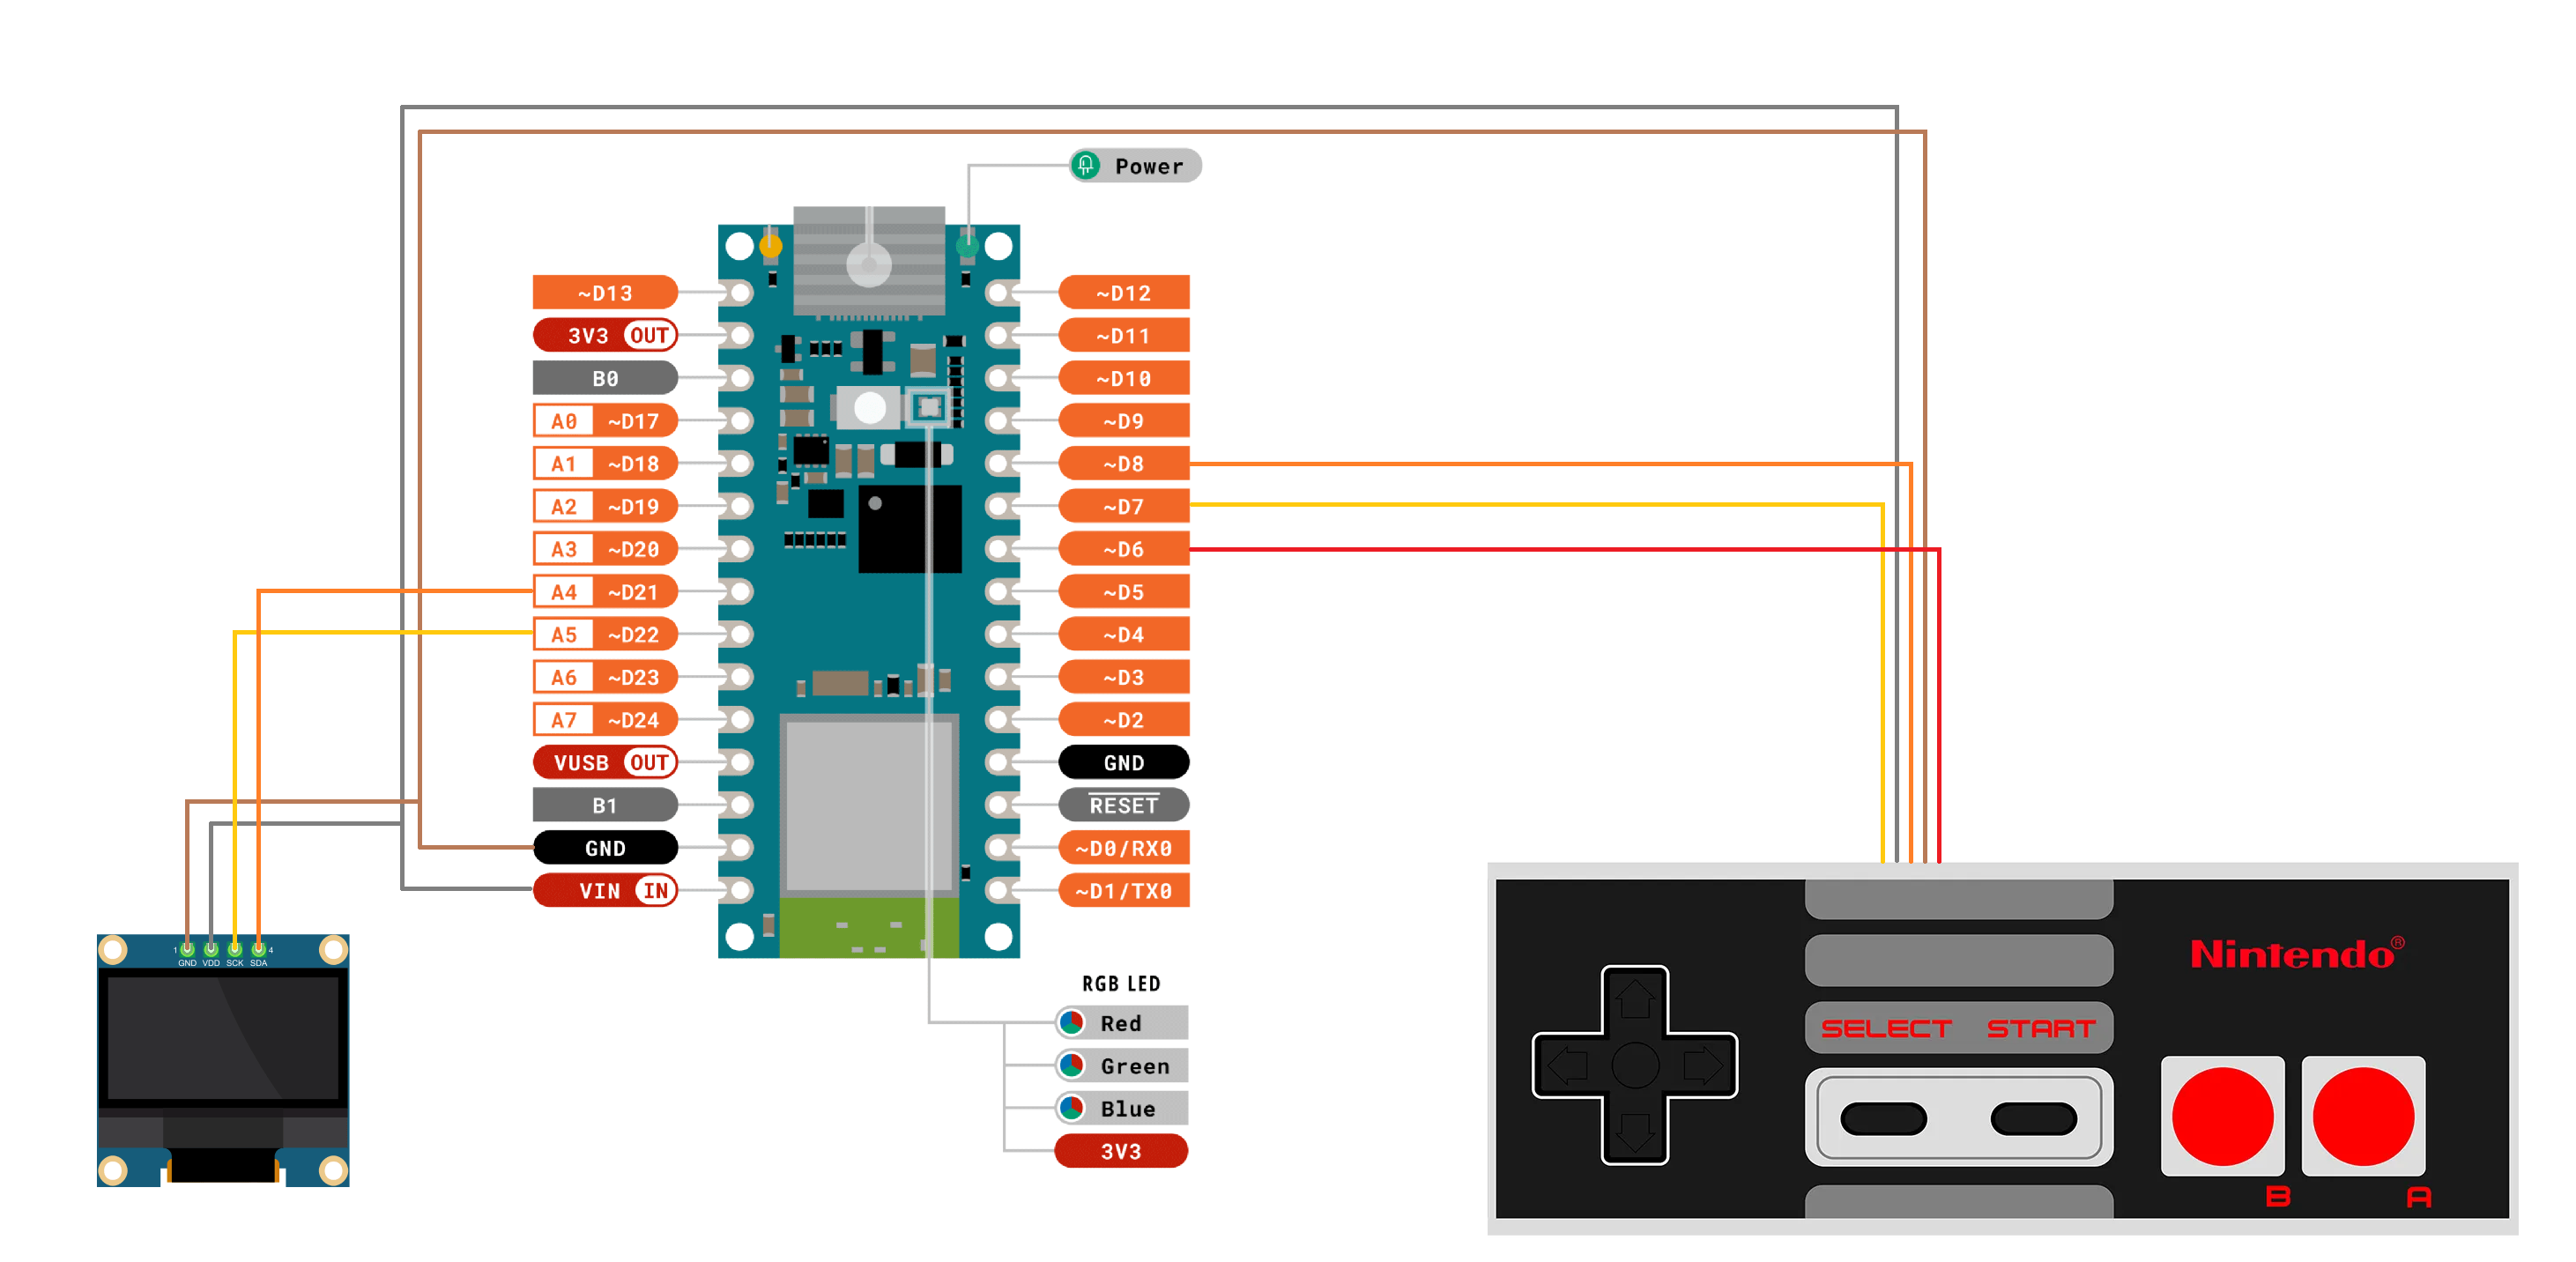 Power
~D13
~D12
3V3 OUT
~D11
B0
~D10
A0 ~D17
~D9
A1 ~D18
~D8
A2 ~D19
~D7
A3 ~D20
~D6
A4 ~D21
~D5
A5 ~D22
~D4
A6 ~D23
~D3
A7 ~D24
~D2
VUSB OUT
GND
B1
RESET
GND
~D0/RX0
VIN IN
~D1/TX0
1 4
GND VDD SCK SDA
Nintendo®
RGB LED
Red
Green
Blue
3V3
SELECT START
B A